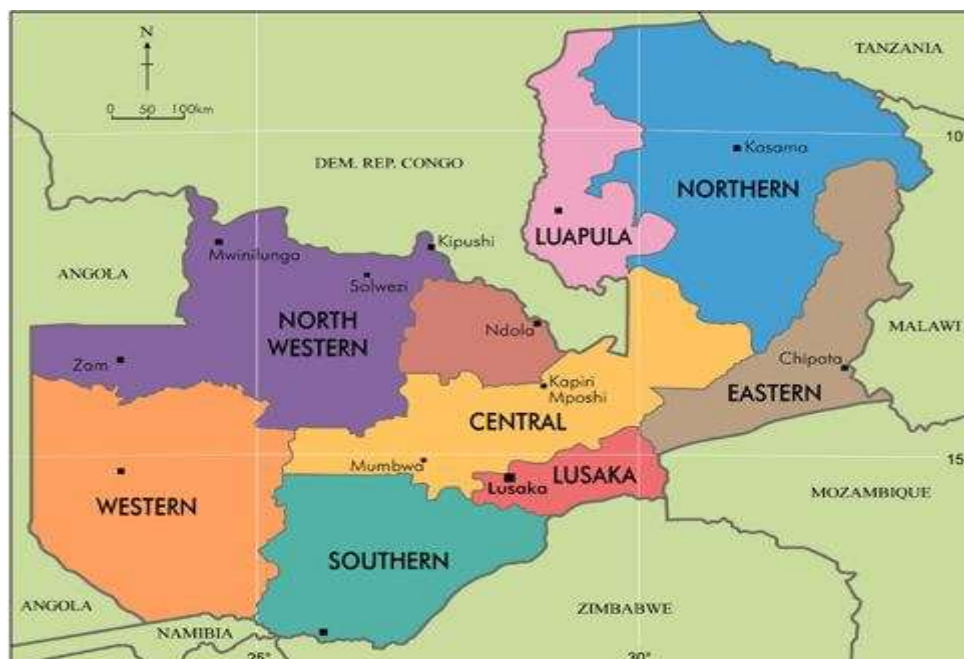 TANZANIA
N
0 50 100km
10°
Kasama
DEM. REP. CONGO
NORTHERN
LUAPULA
Mwinilunga
Kipushi
ANGOLA
Solwezi
NORTH
WESTERN
Ndola
MALAWI
Zam
Chipata
Kapiri
Mposhi
EASTERN
CENTRAL
15
Mumbwa
LUSAKA
Lusaka
MOZAMBIQUE
WESTERN
SOUTHERN
ANGOLA
ZIMBABWE
NAMIBIA
25°
30°